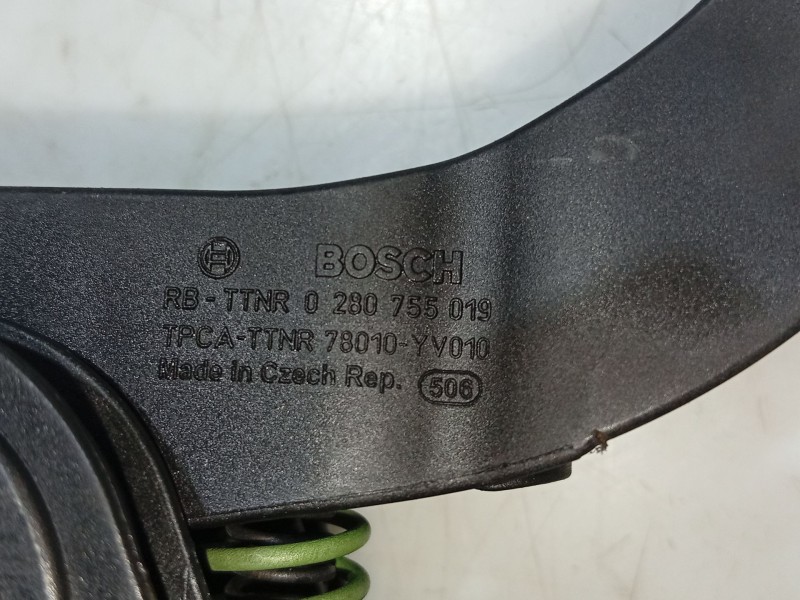 BOSCH
RB-TTNR 0 280 755 019
TPCA-TTNR 78010-YV010
Made in Czech Rep. 506